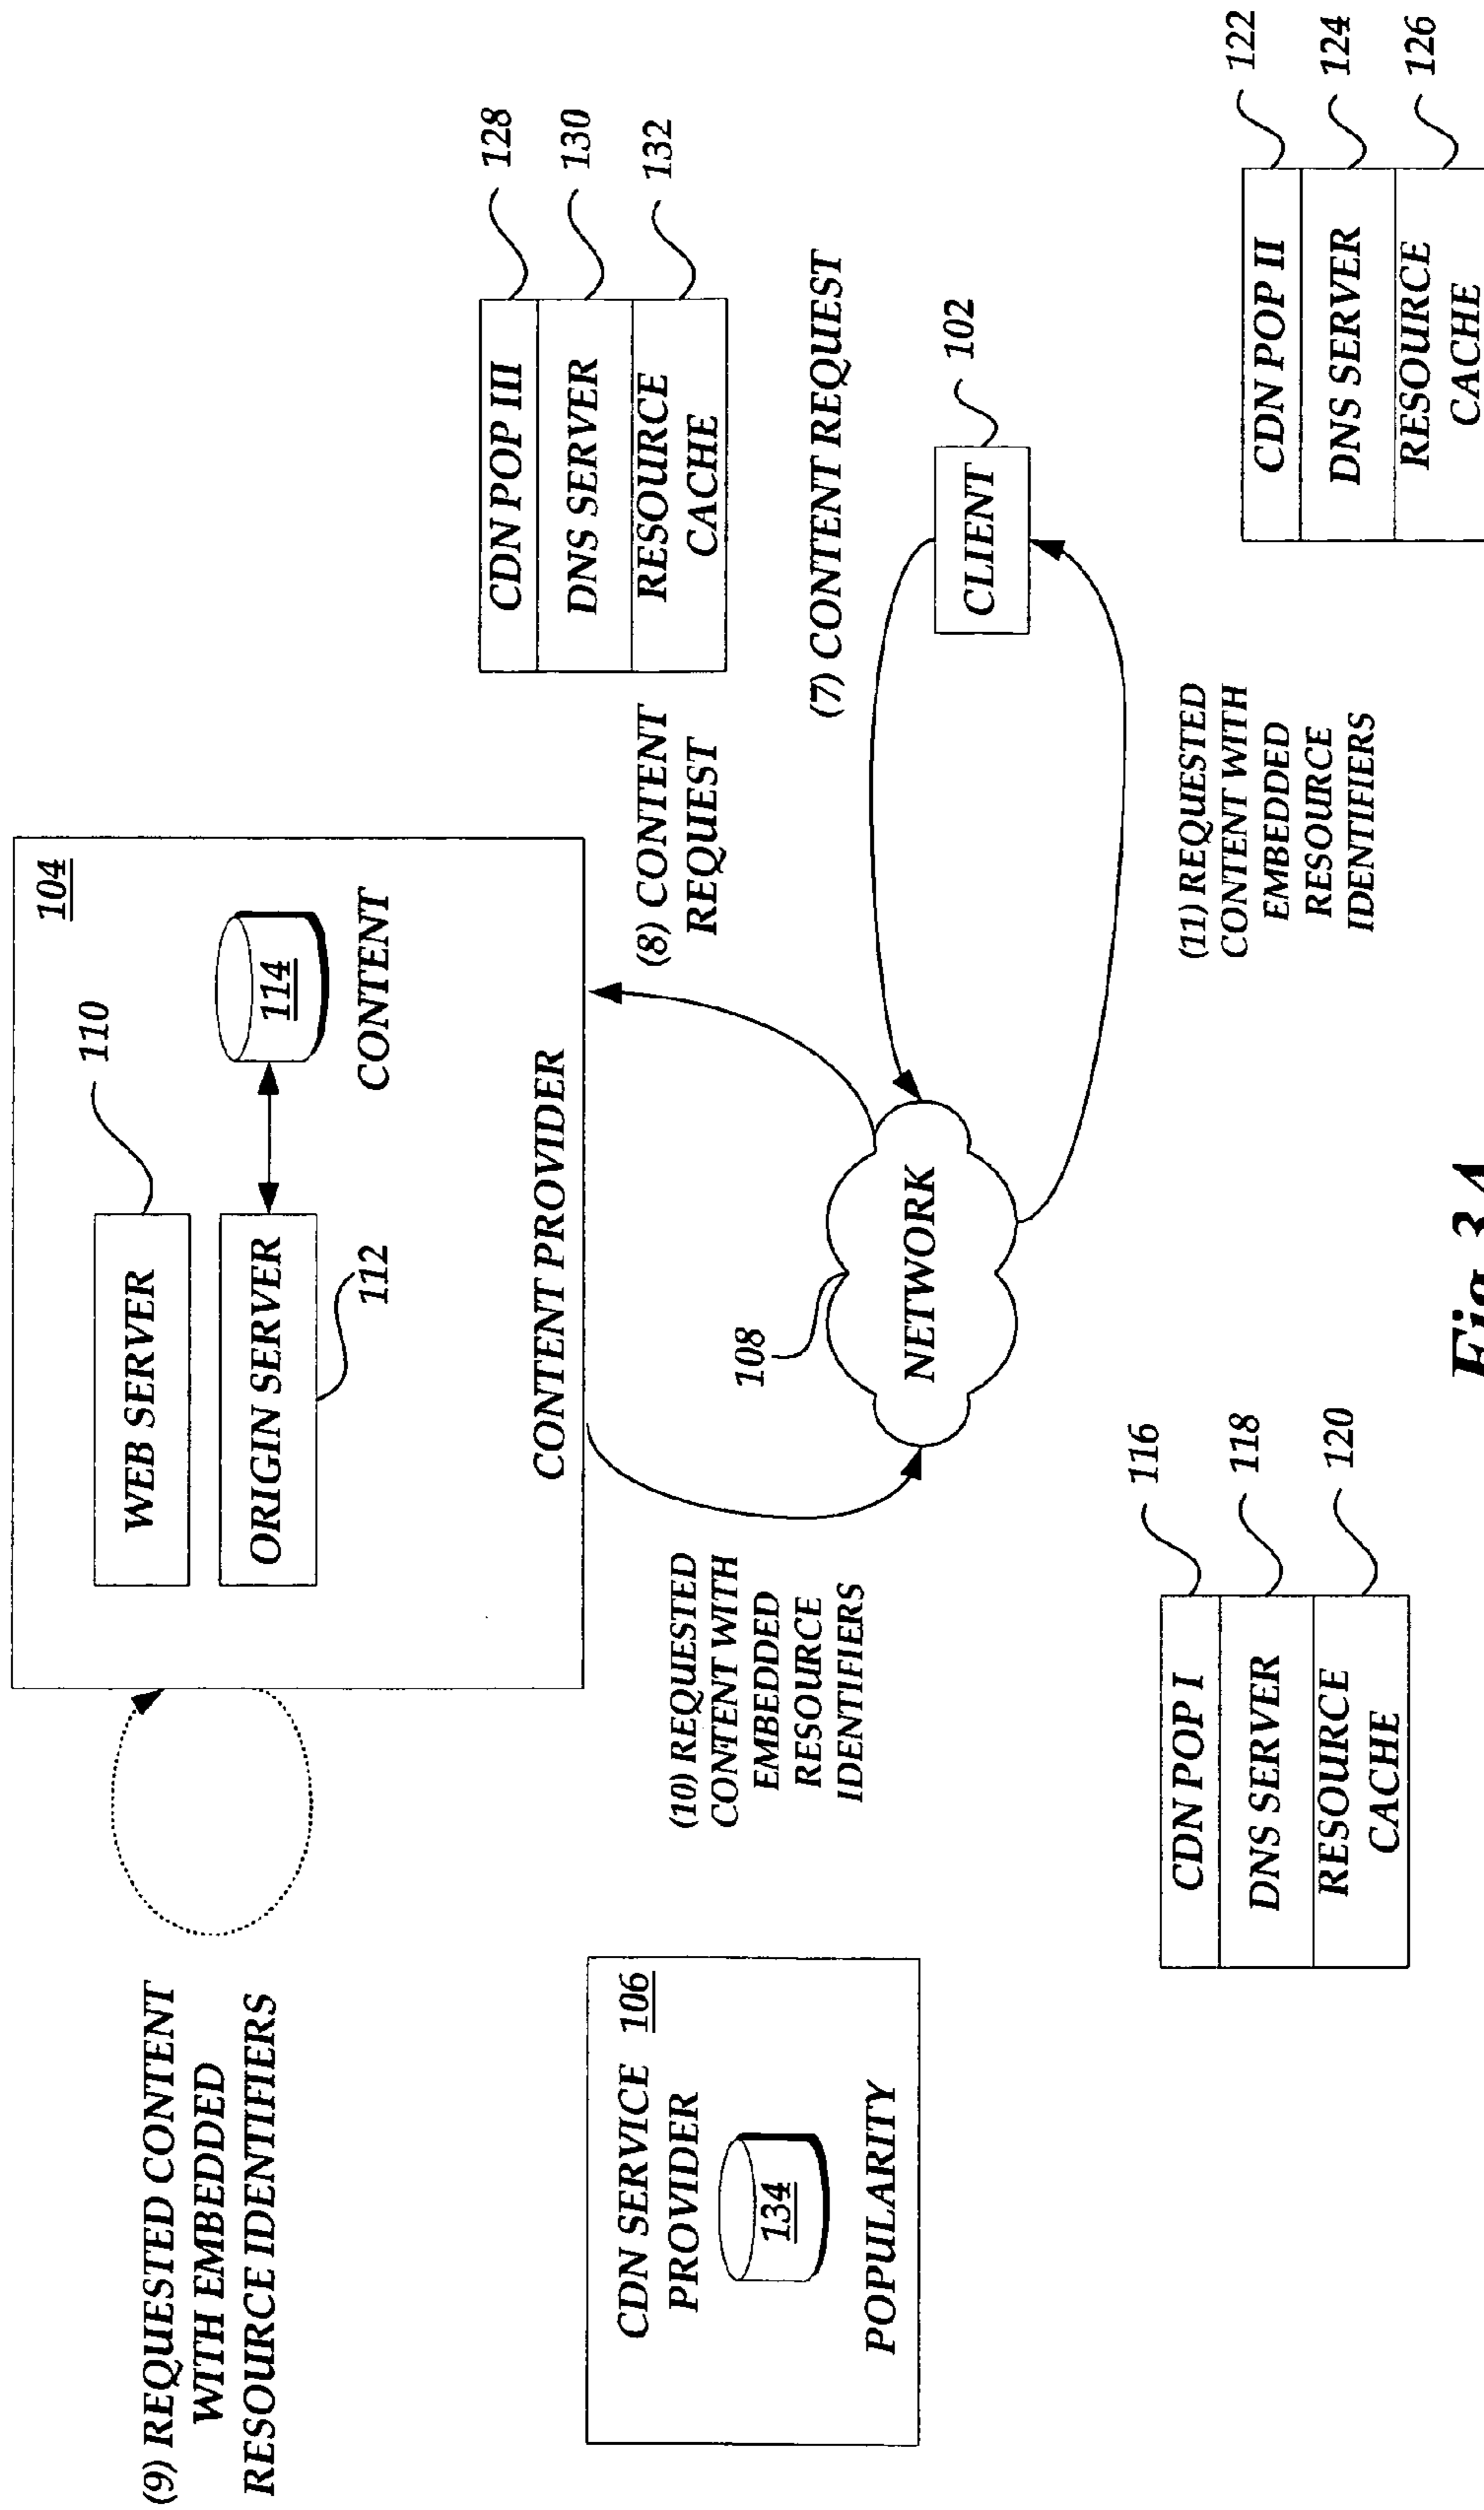 (9) REQUESTED CONTENT
WITH EMBEDDED
RESOURCE IDENTIFIERS
104
110
WEB SERVER
ORIGIN SERVER
112
114
CONTENT
CONTENT PROVIDER
CDN SERVICE
PROVIDER
106
134
POPULARITY
(10) REQUESTED
CONTENT WITH
EMBEDDED
RESOURCE
IDENTIFIERS
(8) CONTENT
REQUEST
CDN POP III
DNS SERVER
RESOURCE
CACHE
128
130
132
108
NETWORK
(7) CONTENT REQUEST
CLIENT
102
(11) REQUESTED
CONTENT WITH
EMBEDDED
RESOURCE
IDENTIFIERS
CDN POP I
DNS SERVER
RESOURCE
CACHE
116
118
120
CDN POP II
DNS SERVER
RESOURCE
CACHE
122
124
126
Fig. 3A